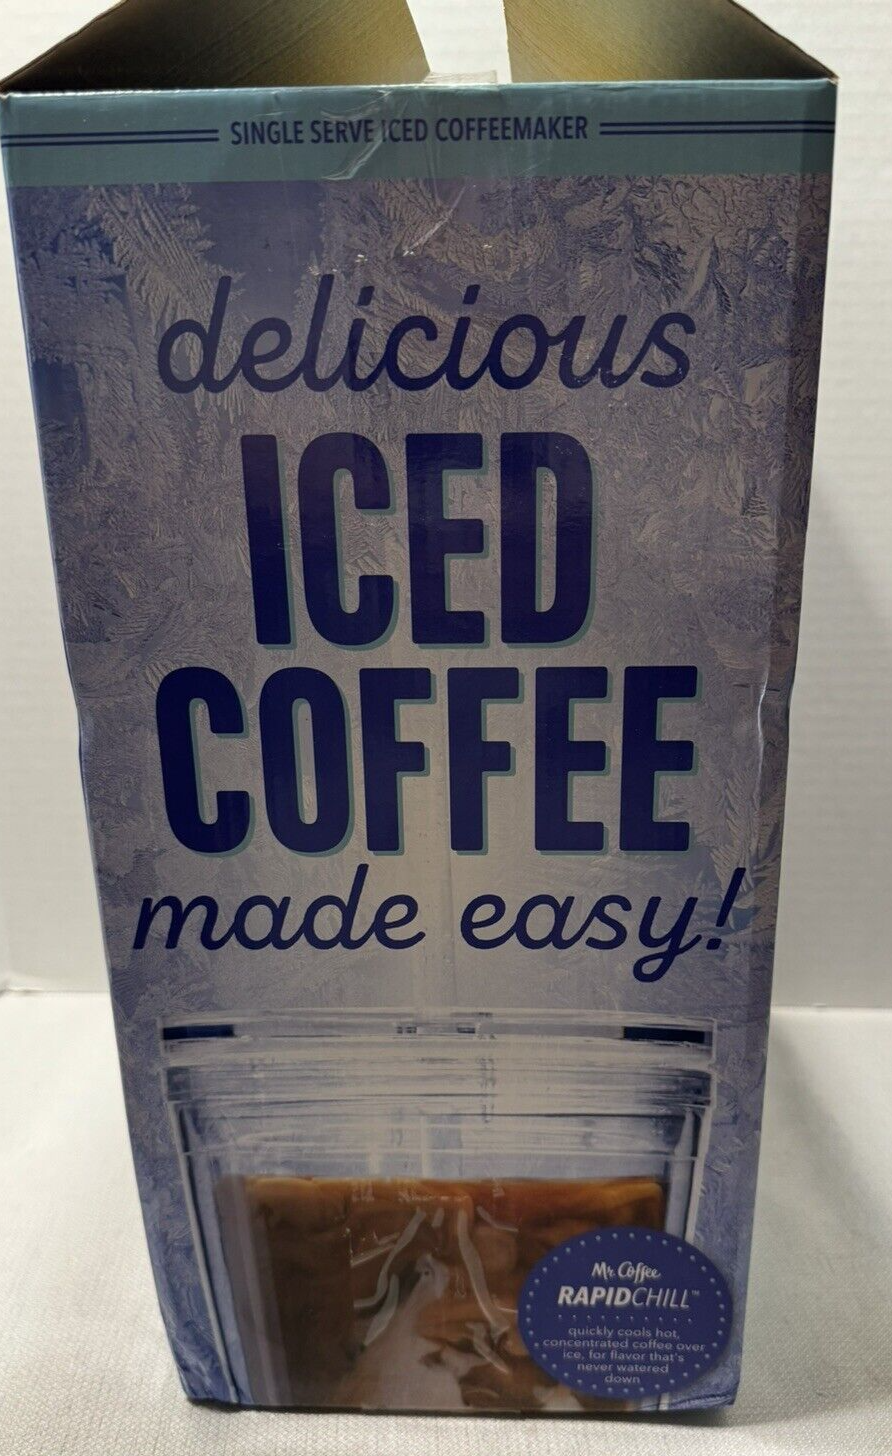 SINGLE SERVE ICED COFFEEMAKER
delicious
ICED
COFFEE
made easy!
Mr. Coffee
RAPIDCHILL™
quickly cools hot,
concentrated coffee over
ice, for flavor that's
never watered
down